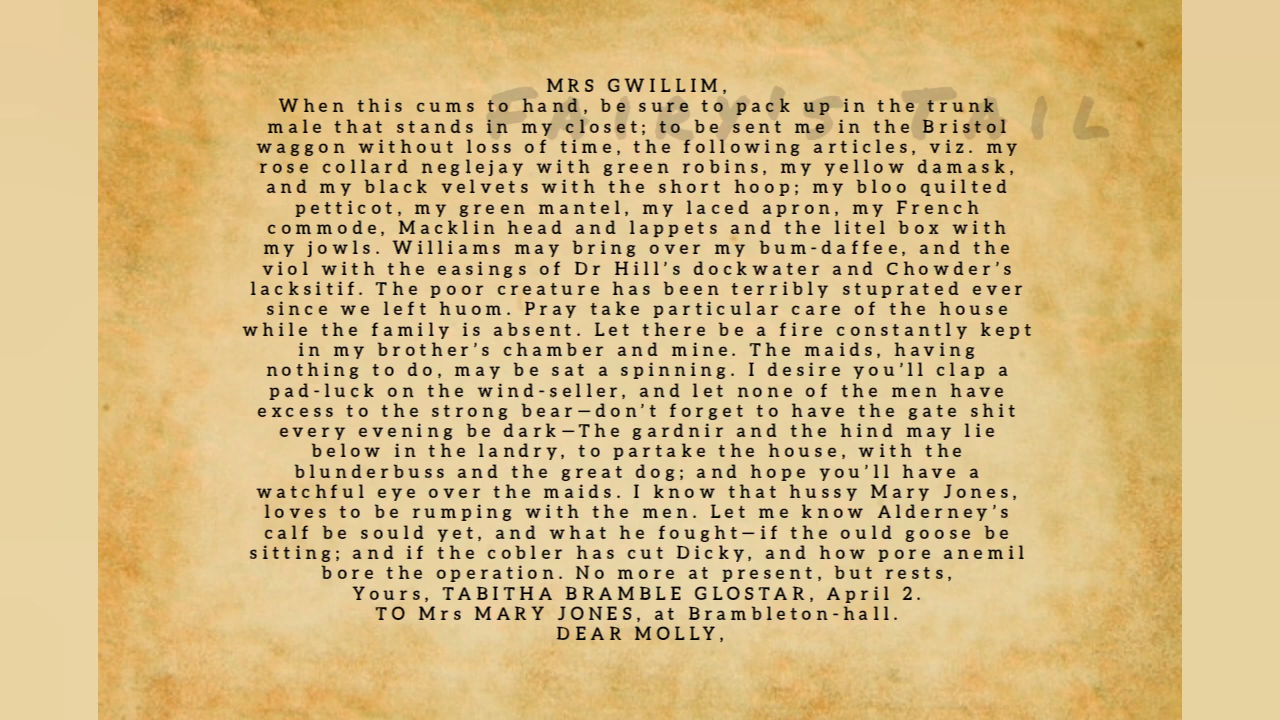 MRS GWILLIM,
FAIRY'S TAIL
When this cums to hand, be sure to pack up in the trunk
male that stands in my closet; to be sent me in the Bristol
waggon without loss of time, the following articles, viz. my
rose collard neglejay with green robins, my yellow damask,
and my black velvets with the short hoop; my bloo quilted
petticot, my green mantel, my laced apron, my French
commode, Macklin head and lappets and the litel box with
my jowls. Williams may bring over my bum-daffee, and the
viol with the easings of Dr Hill’s dockwater and Chowder’s
lacksitif. The poor creature has been terribly stuprated ever
since we left huom. Pray take particular care of the house
while the family is absent. Let there be a fire constantly kept
in my brother’s chamber and mine. The maids, having
nothing to do, may be sat a spinning. I desire you’ll clap a
pad-luck on the wind-seller, and let none of the men have
excess to the strong bear—don’t forget to have the gate shit
every evening be dark—The gardnir and the hind may lie
below in the landry, to partake the house, with the
blunderbuss and the great dog; and hope you’ll have a
watchful eye over the maids. I know that hussy Mary Jones,
loves to be rumping with the men. Let me know Alderney’s
calf be sould yet, and what he fought—if the ould goose be
sitting; and if the cobler has cut Dicky, and how pore anemil
bore the operation. No more at present, but rests,
Yours, TABITHA BRAMBLE GLOSTAR, April 2.
TO Mrs MARY JONES, at Brambleton-hall.
DEAR MOLLY,